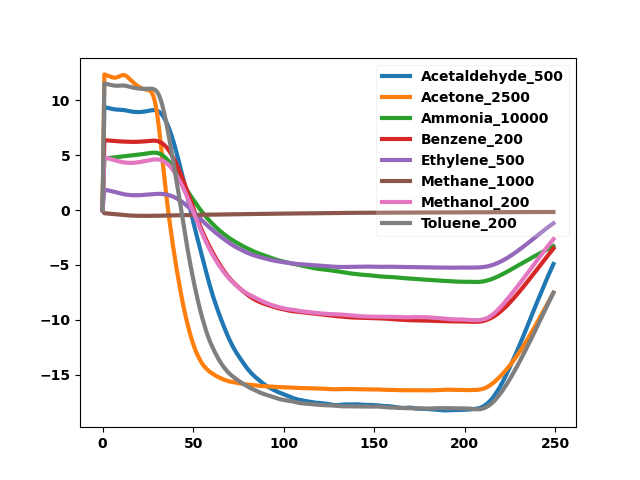 Acetaldehyde_500
Acetone_2500
Ammonia_10000
Benzene_200
Ethylene_500
Methane_1000
Methanol_200
Toluene_200
10
5
0
−5
−10
−15
0 50 100 150 200 250